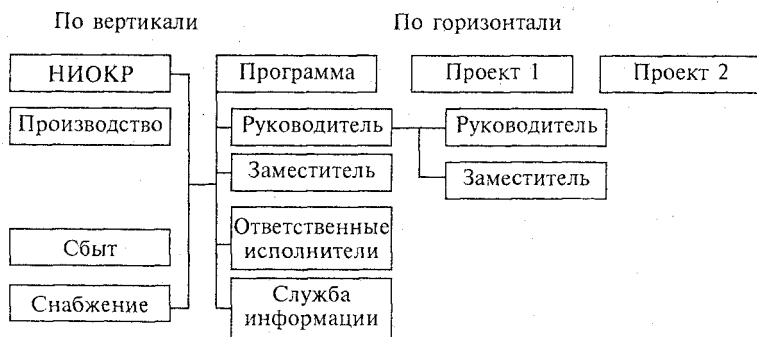 По вертикали По горизонтали
НИОКР Программа Проект 1 Проект 2
Производство Руководитель Руководитель
Заместитель Заместитель
Сбыт Ответственные
исполнители
Снабжение Служба
информации